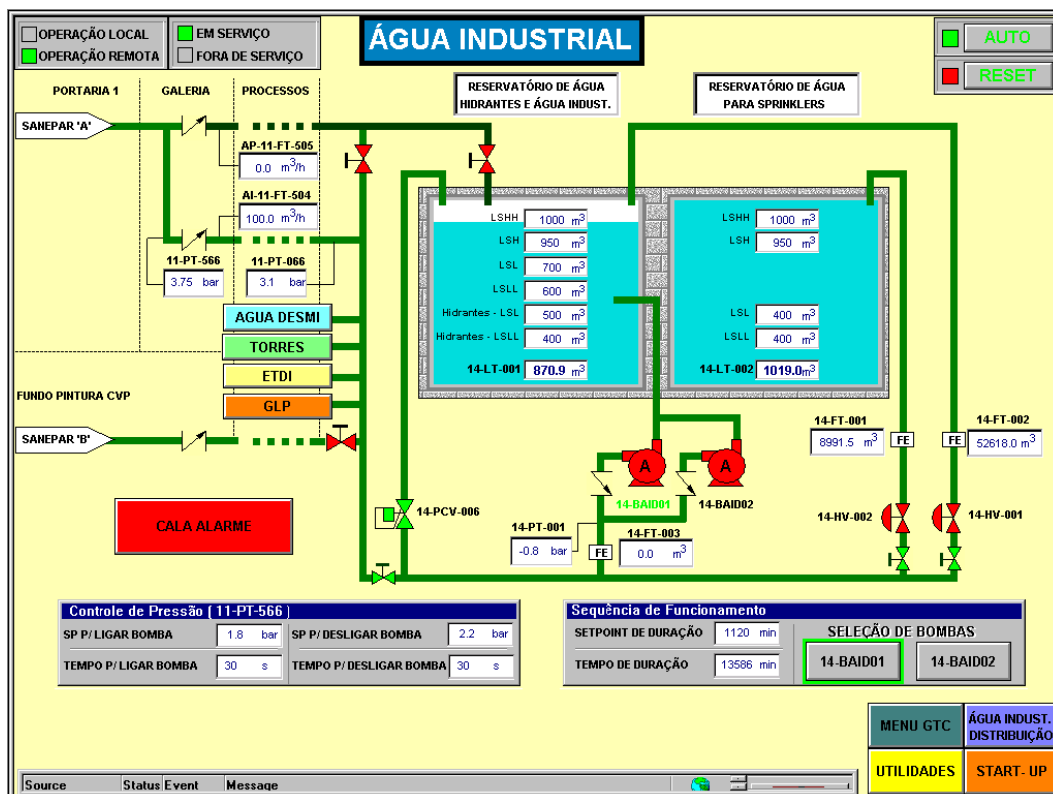 OPERAÇÃO LOCAL
OPERAÇÃO REMOTA
EM SERVIÇO
FORA DE SERVIÇO
ÁGUA INDUSTRIAL
AUTO
RESET
PORTARIA 1
GALERIA
PROCESSOS
RESERVATÓRIO DE ÁGUA
HIDRANTES E ÁGUA INDUST.
RESERVATÓRIO DE ÁGUA
PARA SPRINKLERS
SANEPAR 'A'
AP-11-FT-505
0.0 m³/h
AI-11-FT-504
100.0 m³/h
11-PT-566
3.75 bar
11-PT-066
3.1 bar
LSHH 1000 m³
LSH 950 m³
LSL 700 m³
LSLL 600 m³
Hidrantes - LSL 500 m³
Hidrantes - LSLL 400 m³
14-LT-001 870.9 m³
LSHH 1000 m³
LSH 950 m³
LSL 400 m³
LSLL 400 m³
14-LT-002 1019.0m³
AGUA DESMI
TORRES
ETDI
GLP
FUNDO PINTURA CVP
SANEPAR 'B'
14-FT-001
8991.5 m³
FE
14-FT-002
FE
52618.0 m³
A
A
14-BAID01
14-BAID02
CALA ALARME
14-PCV-006
14-PT-001
-0.8 bar
FE
14-FT-003
0.0 m³
14-HV-002
14-HV-001
Controle de Pressão ( 11-PT-566 )
SP P/ LIGAR BOMBA 1.8 bar
SP P/ DESLIGAR BOMBA 2.2 bar
TEMPO P/ LIGAR BOMBA 30 s
TEMPO P/ DESLIGAR BOMBA 30 s
Sequência de Funcionamento
SETPOINT DE DURAÇÃO 1120 min
TEMPO DE DURAÇÃO 13586 min
SELEÇÃO DE BOMBAS
14-BAID01
14-BAID02
MENU GTC
ÁGUA INDUST.
DISTRIBUIÇÃO
UTILIDADES
START- UP
Source Status Event Message